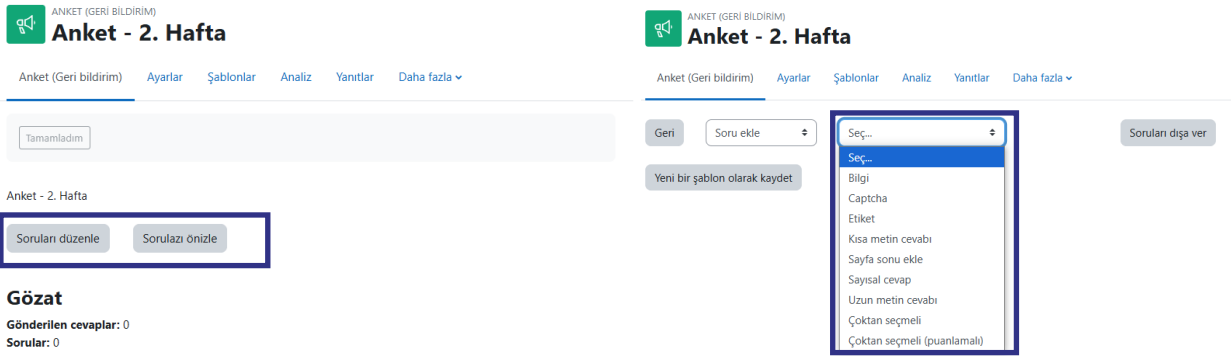 ANKET (GERİ BİLDİRİM)
Anket - 2. Hafta
Anket (Geri bildirim) Ayarlar Şablonlar Analiz Yanıtlar Daha fazla
Tamamladım
Anket - 2. Hafta
Soruları düzenle Sorulazı önizle
Gözat
Gönderilen cevaplar: 0
Sorular: 0
ANKET (GERİ BİLDİRİM)
Anket - 2. Hafta
Anket (Geri bildirim) Ayarlar Şablonlar Analiz Yanıtlar Daha fazla
Geri Soru ekle Seç... Soruları dışa ver
Seç...
Yeni bir şablon olarak kaydet
Bilgi
Captcha
Etiket
Kısa metin cevabı
Sayfa sonu ekle
Sayısal cevap
Uzun metin cevabı
Çoktan seçmeli
Çoktan seçmeli (puanlamalı)